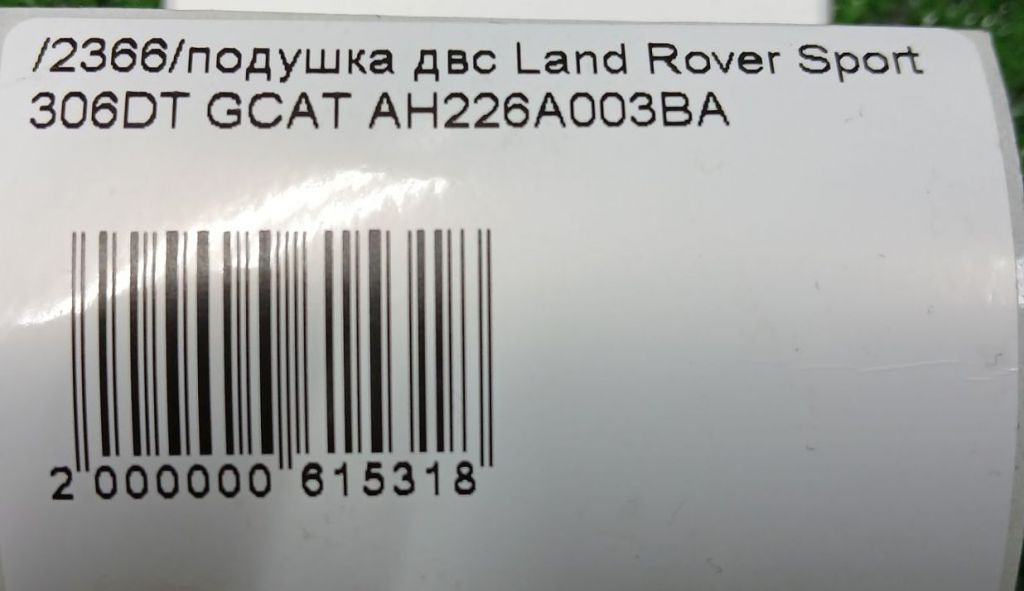 /2366/подушка двс Land Rover Sport
306DT GCAT AH226A003BA
2 000000 615318